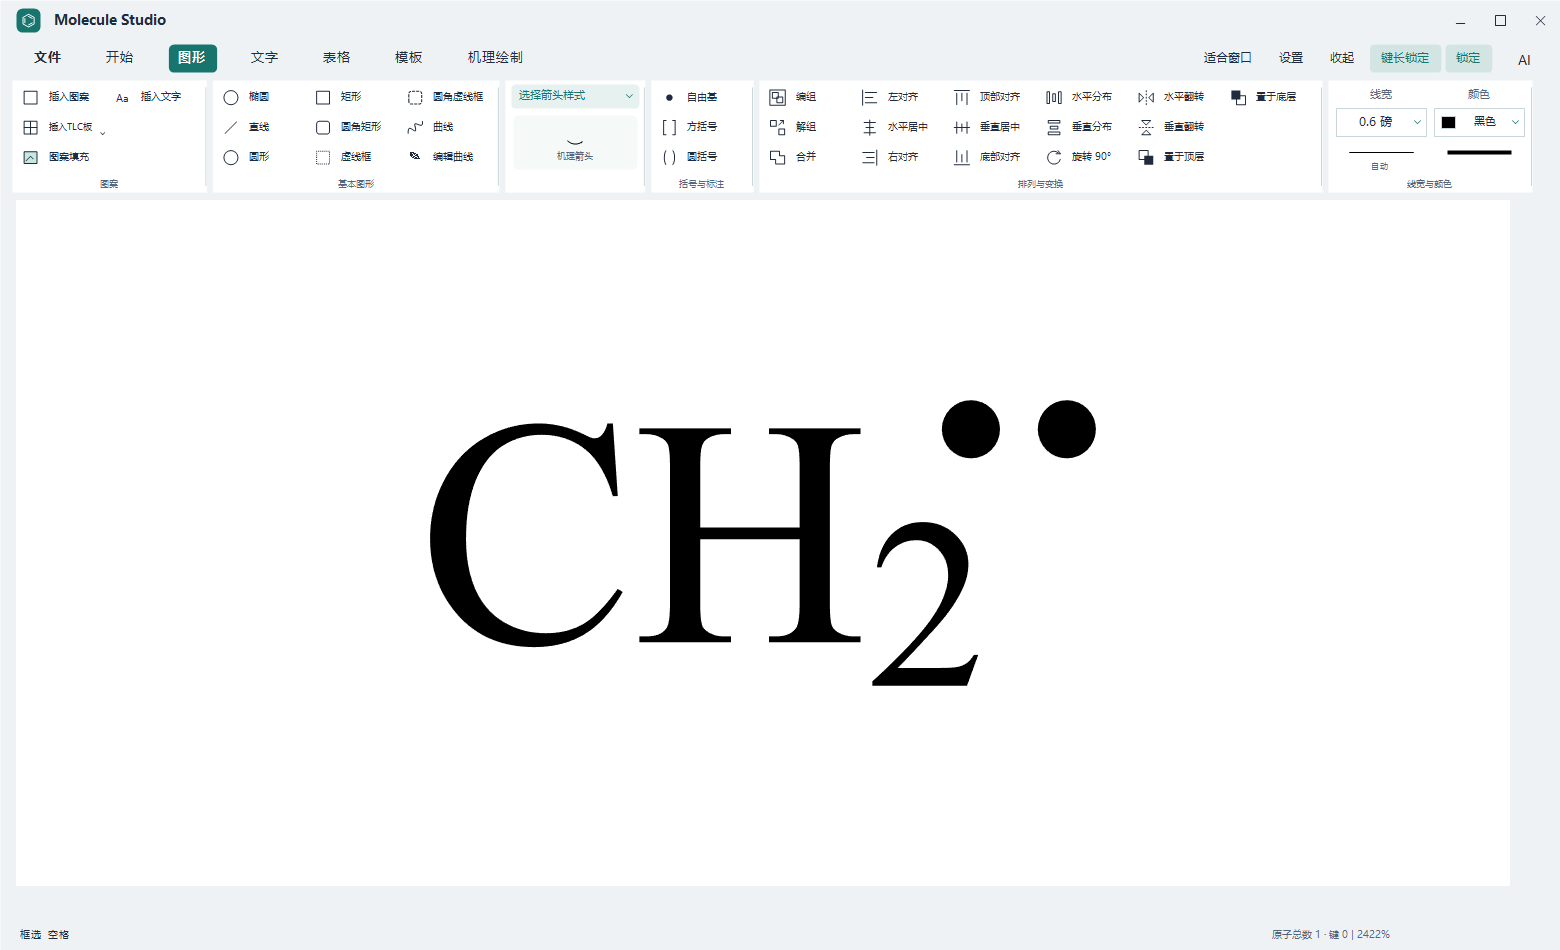 Molecule Studio
文件 开始 图形 文字 表格 模板 机理绘制 适合窗口 设置 收起 键长锁定 锁定 AI
插入图案 Aa 插入文字 椭圆 矩形 圆角虚线框 选择箭头样式 自由基 编组 左对齐 顶部对齐 水平分布 水平翻转 置于底层 线宽 颜色
插入TLC板 直线 圆角矩形 曲线 方括号 解组 水平居中 垂直居中 垂直分布 垂直翻转 0.6 磅 黑色
图案填充 圆形 虚线框 编辑曲线 机理箭头 圆括号 合并 右对齐 底部对齐 旋转 90° 置于顶层 自动
图案 基本图形 括号与标注 排列与变换 线宽与颜色
CH2
框选 空格 原子总数 1 · 键 0 | 2422%